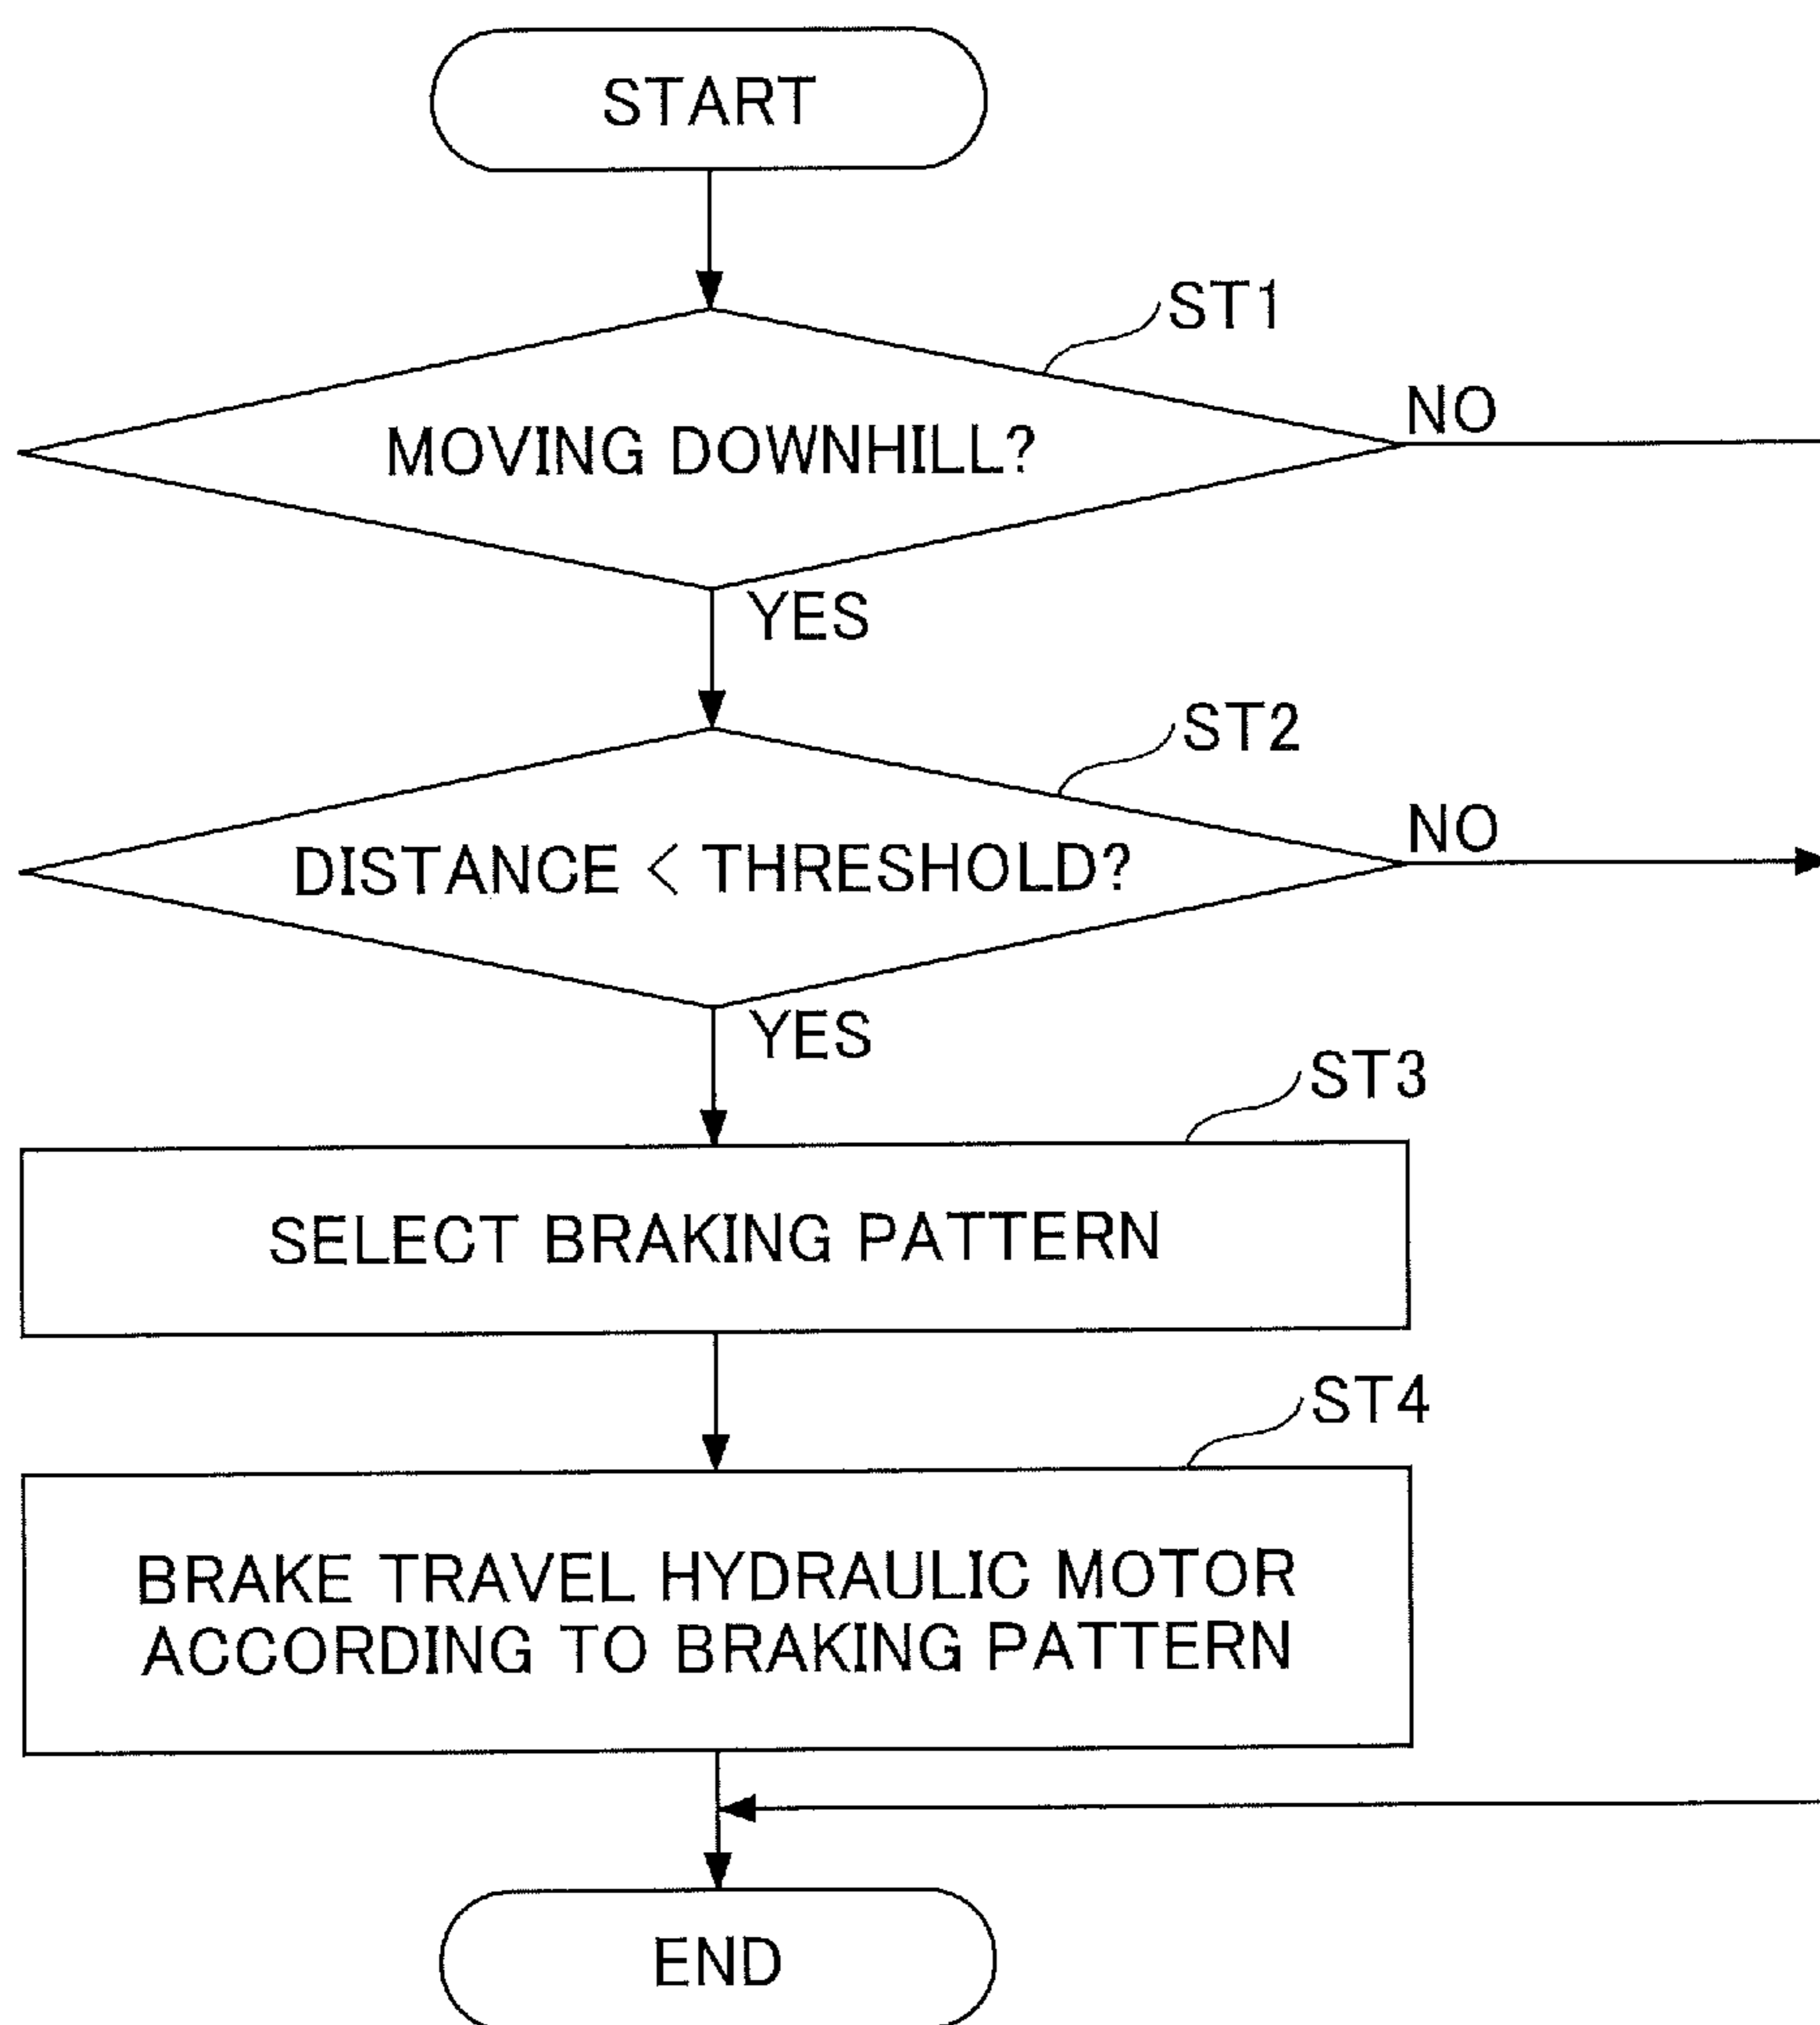 START
ST1
MOVING DOWNHILL?
NO
YES
ST2
DISTANCE < THRESHOLD?
NO
YES
ST3
SELECT BRAKING PATTERN
ST4
BRAKE TRAVEL HYDRAULIC MOTOR
ACCORDING TO BRAKING PATTERN
END